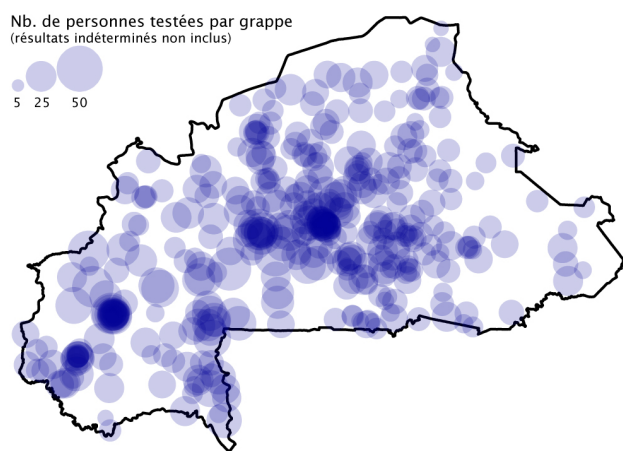 Nb. de personnes testées par grappe
(résultats indéterminés non inclus)
5 25 50